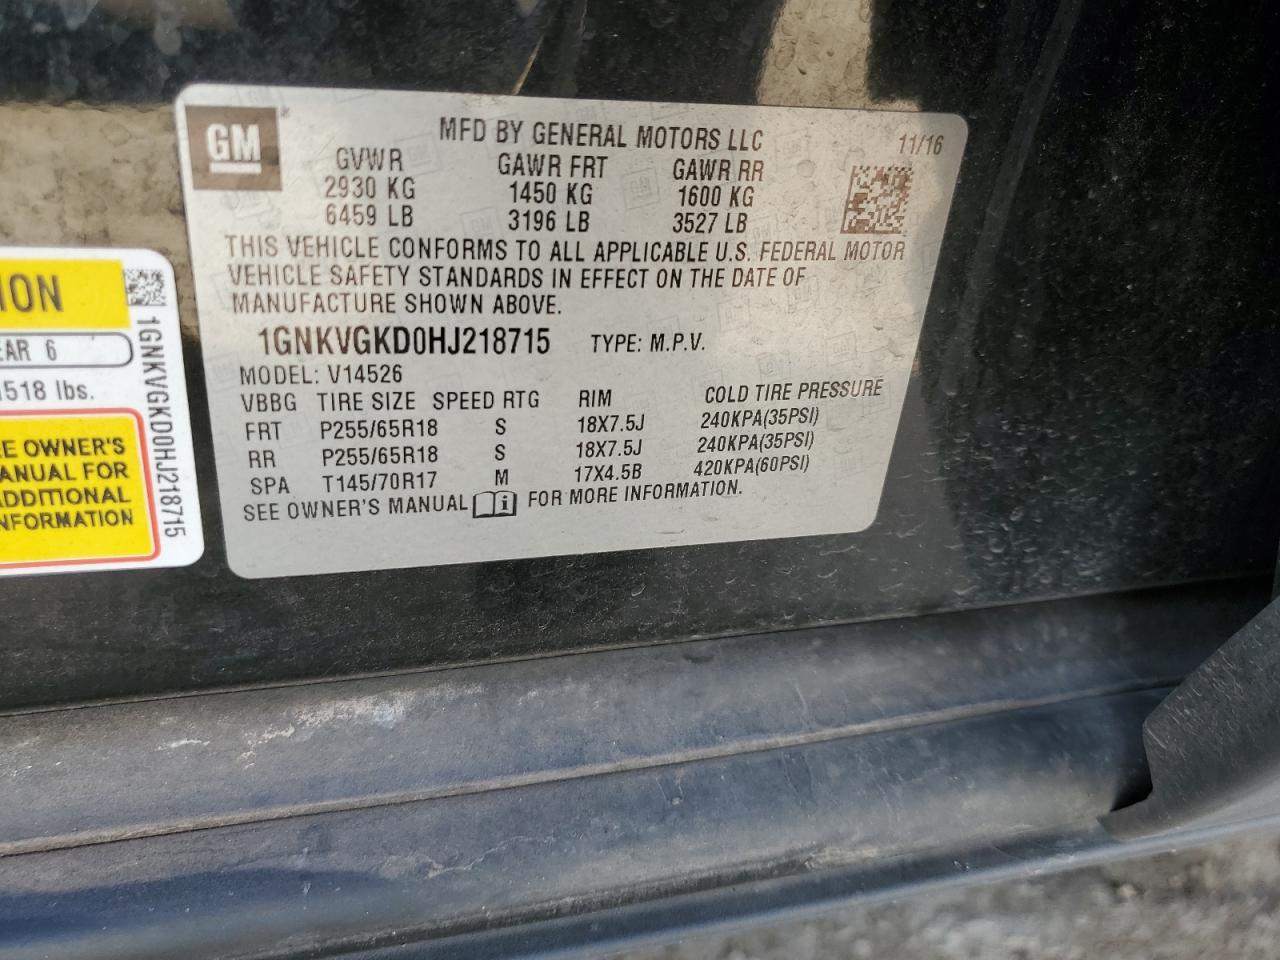 GM
MFD BY GENERAL MOTORS LLC 11/16
GVWR GAWR FRT GAWR RR
2930 KG 1450 KG 1600 KG
6459 LB 3196 LB 3527 LB
THIS VEHICLE CONFORMS TO ALL APPLICABLE U.S. FEDERAL MOTOR
VEHICLE SAFETY STANDARDS IN EFFECT ON THE DATE OF
MANUFACTURE SHOWN ABOVE.
1GNKVGKD0HJ218715 TYPE: M.P.V.
MODEL: V14526
VBBG TIRE SIZE SPEED RTG RIM COLD TIRE PRESSURE
FRT P255/65R18 S 18X7.5J 240KPA(35PSI)
RR P255/65R18 S 18X7.5J 240KPA(35PSI)
SPA T145/70R17 M 17X4.5B 420KPA(60PSI)
SEE OWNER'S MANUAL FOR MORE INFORMATION.
ION
EAR 6
518 lbs.
EE OWNER'S
ANUAL FOR
ADDITIONAL
NFORMATION
1GNKVGKD0HJ218715